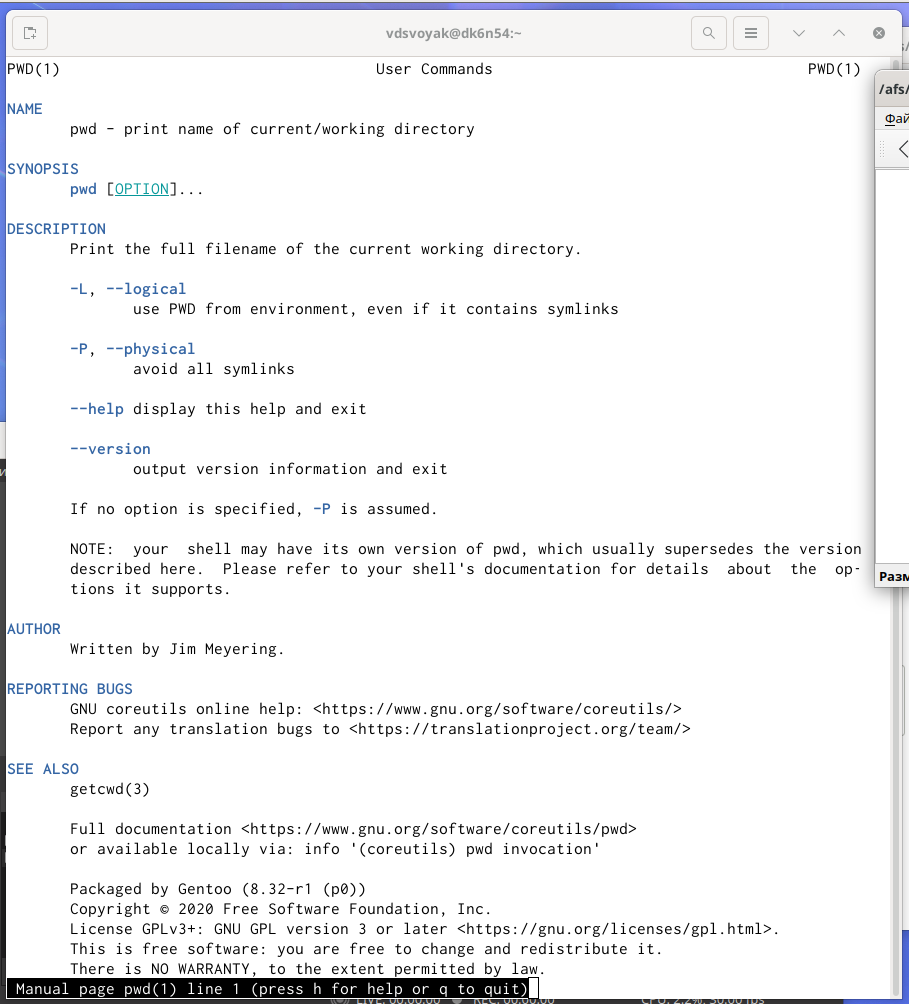 vdsvoyak@dk6n54:~
PWD(1) User Commands PWD(1)
NAME
pwd - print name of current/working directory
SYNOPSIS
pwd [OPTION]...
DESCRIPTION
Print the full filename of the current working directory.
-L, --logical
use PWD from environment, even if it contains symlinks
-P, --physical
avoid all symlinks
--help display this help and exit
--version
output version information and exit
If no option is specified, -P is assumed.
NOTE:  your  shell may have its own version of pwd, which usually supersedes the version
described here.  Please refer to your shell's documentation for details  about  the  op-
tions it supports.
AUTHOR
Written by Jim Meyering.
REPORTING BUGS
GNU coreutils online help: <https://www.gnu.org/software/coreutils/>
Report any translation bugs to <https://translationproject.org/team/>
SEE ALSO
getcwd(3)
Full documentation <https://www.gnu.org/software/coreutils/pwd>
or available locally via: info '(coreutils) pwd invocation'
Packaged by Gentoo (8.32-r1 (p0))
Copyright © 2020 Free Software Foundation, Inc.
License GPLv3+: GNU GPL version 3 or later <https://gnu.org/licenses/gpl.html>.
This is free software: you are free to change and redistribute it.
There is NO WARRANTY, to the extent permitted by law.
Manual page pwd(1) line 1 (press h for help or q to quit)
/afs/
Фай
Разм